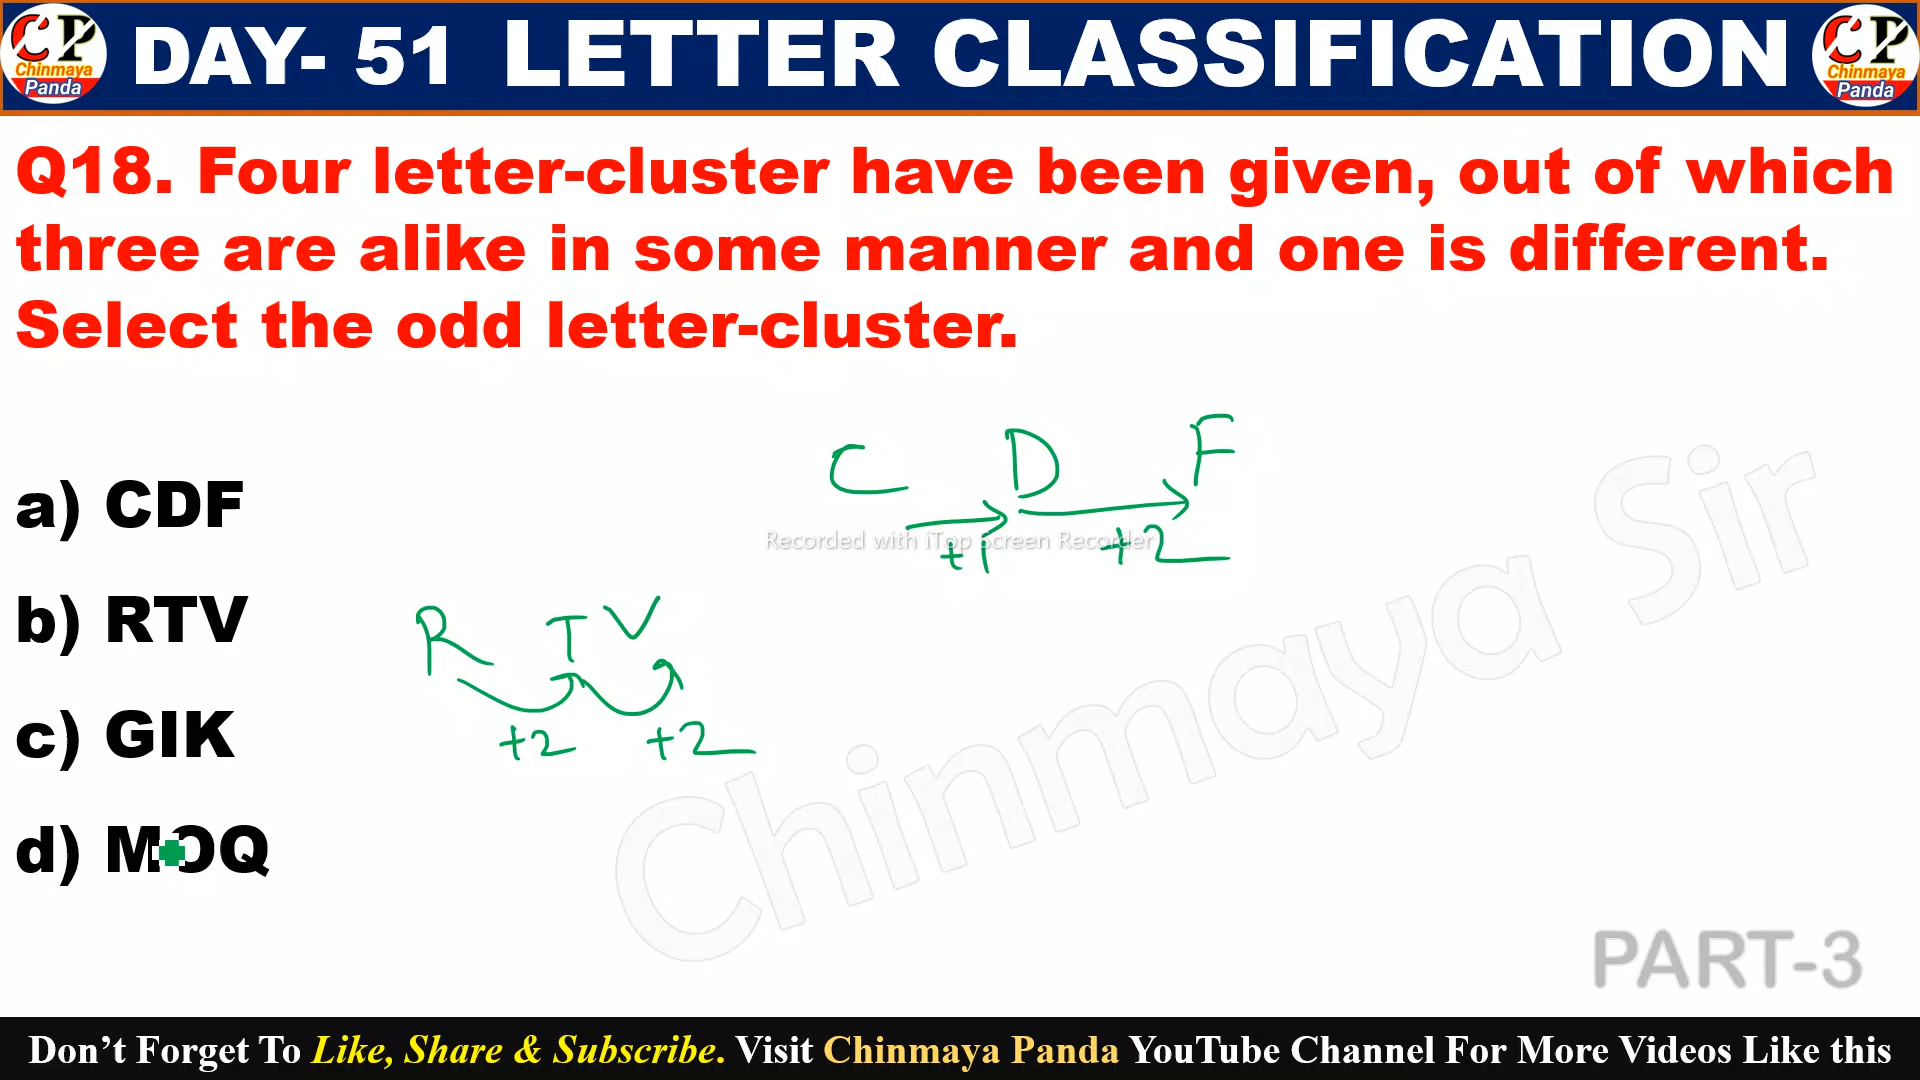 CP Chinmaya Panda
DAY- 51 LETTER CLASSIFICATION
CP Chinmaya Panda
Q18. Four letter-cluster have been given, out of which
three are alike in some manner and one is different.
Select the odd letter-cluster.
C D F
+1 +2
Recorded with iTop Screen Recorder
a) CDF
b) RTV
R T V
+2 +2
c) GIK
d) MOQ
Chinmaya Sir
PART-3
Don’t Forget To Like, Share & Subscribe. Visit Chinmaya Panda YouTube Channel For More Videos Like this